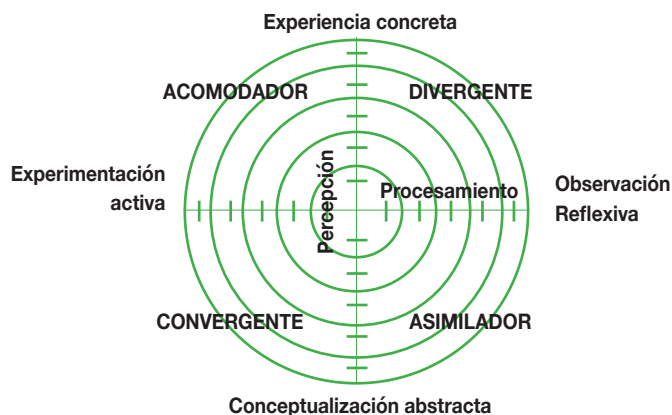 Experiencia concreta
ACOMODADOR
DIVERGENTE
Experimentación
activa
Percepción
Procesamiento
Observación
Reflexiva
CONVERGENTE
ASIMILADOR
Conceptualización abstracta